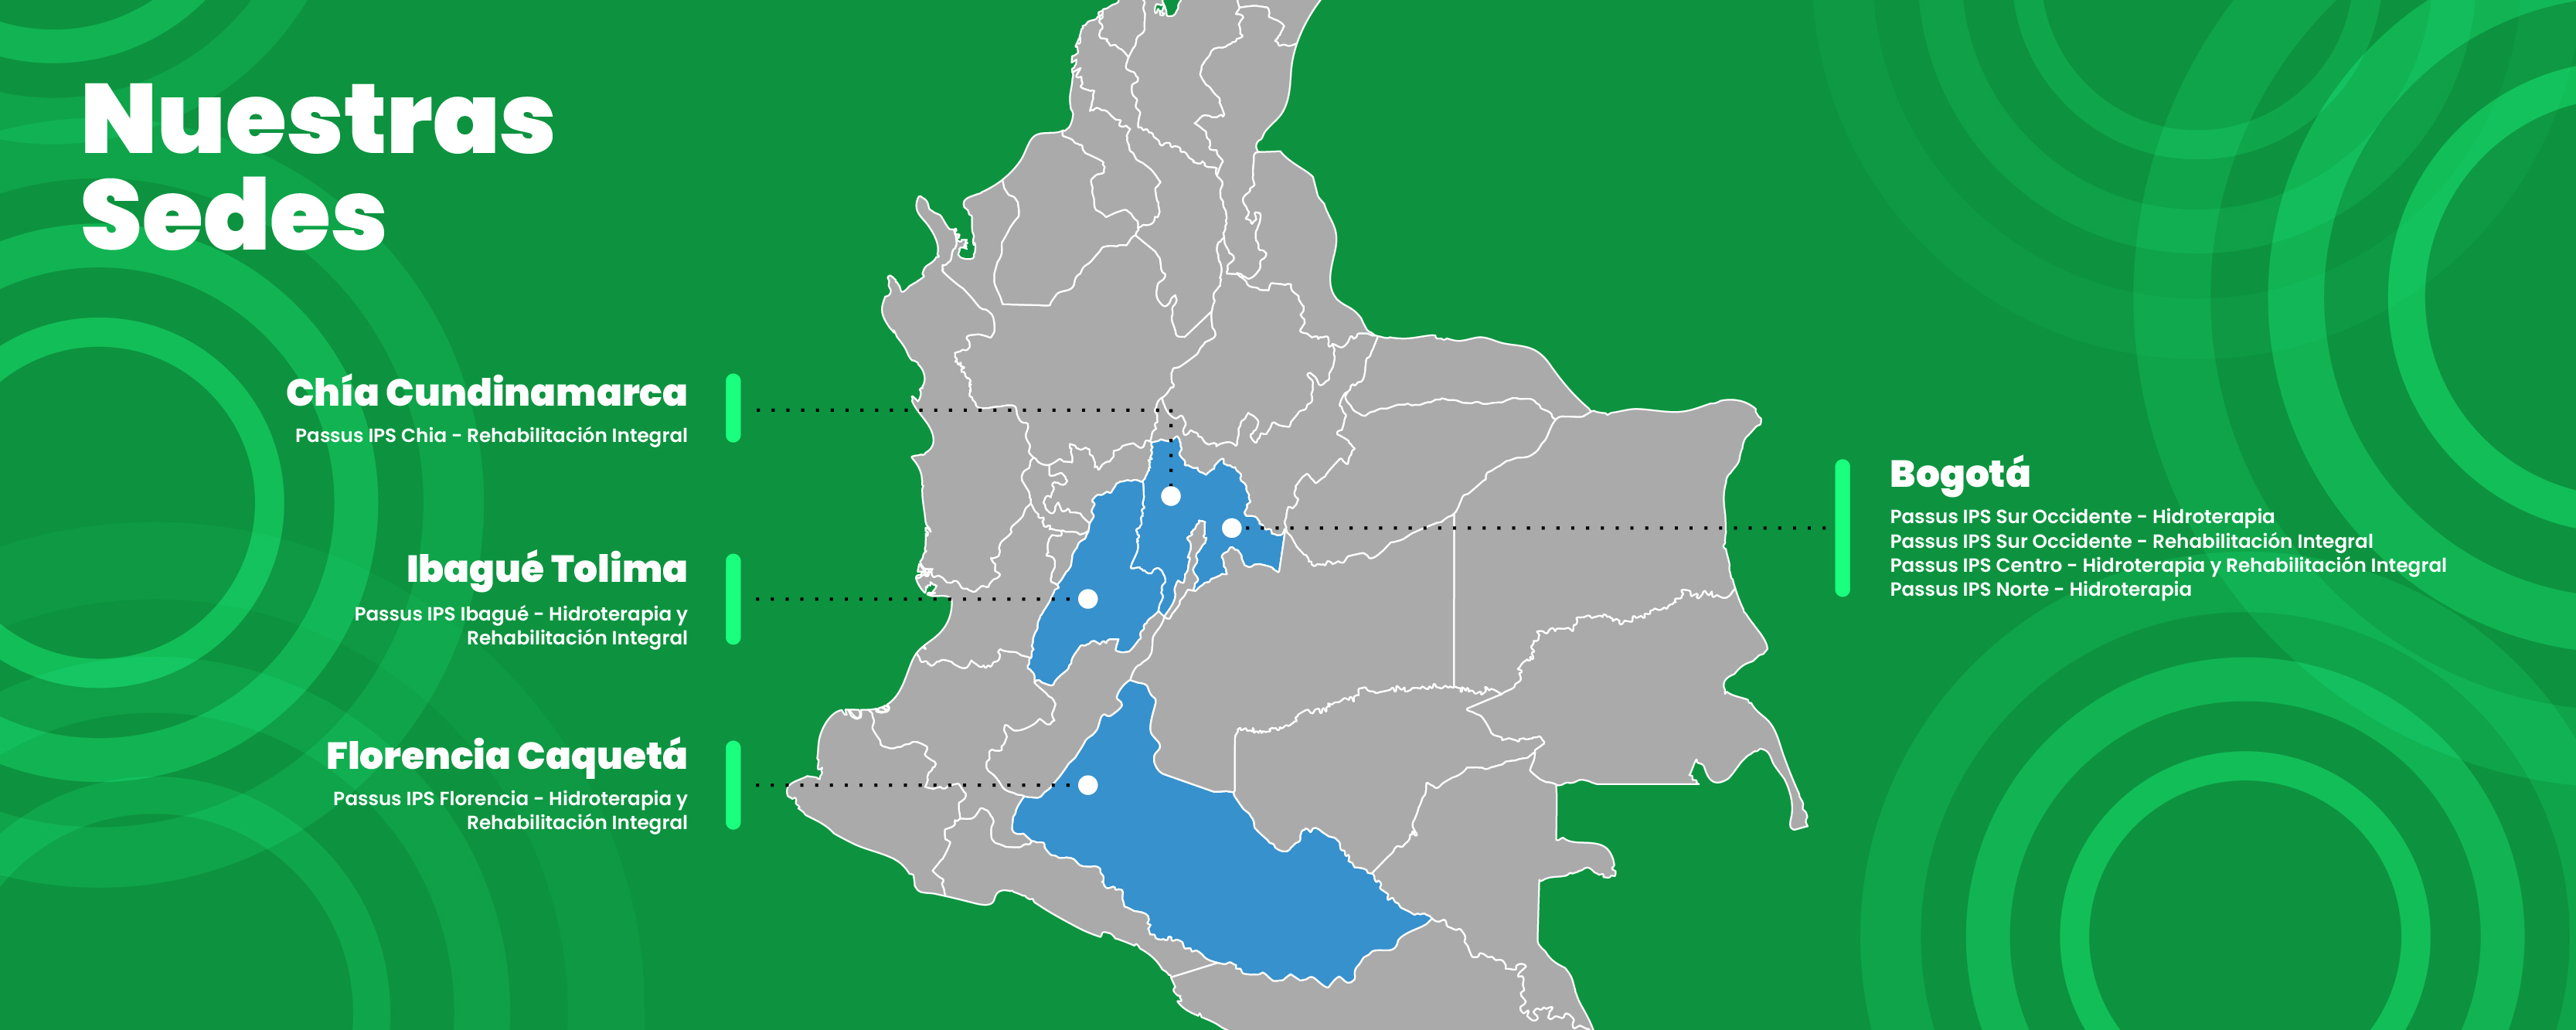 Nuestras
Sedes
Chía Cundinamarca
Passus IPS Chia - Rehabilitación Integral
Ibagué Tolima
Passus IPS Ibagué - Hidroterapia y
Rehabilitación Integral
Florencia Caquetá
Passus IPS Florencia - Hidroterapia y
Rehabilitación Integral
Bogotá
Passus IPS Sur Occidente - Hidroterapia
Passus IPS Sur Occidente - Rehabilitación Integral
Passus IPS Centro - Hidroterapia y Rehabilitación Integral
Passus IPS Norte - Hidroterapia